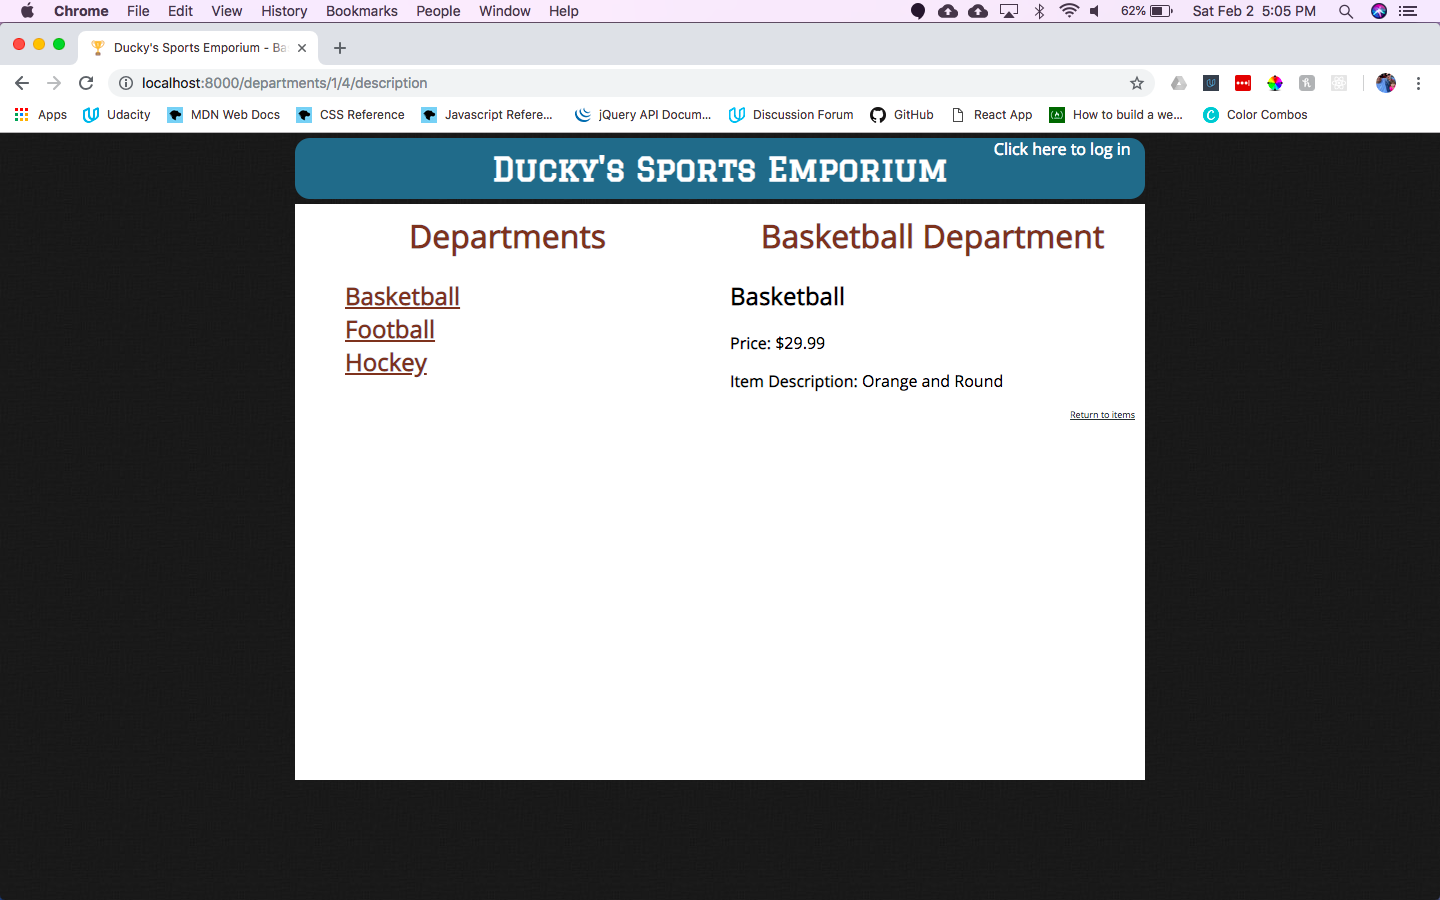 Chrome File Edit View History Bookmarks People Window Help 62% Sat Feb 2 5:05 PM
Ducky's Sports Emporium - Ba
localhost:8000/departments/1/4/description
Apps Udacity MDN Web Docs CSS Reference Javascript Refere... jQuery API Docum... Discussion Forum GitHub React App How to build a we... Color Combos
Click here to log in
Ducky's Sports Emporium
Departments
Basketball
Football
Hockey
Basketball Department
Basketball
Price: $29.99
Item Description: Orange and Round
Return to items